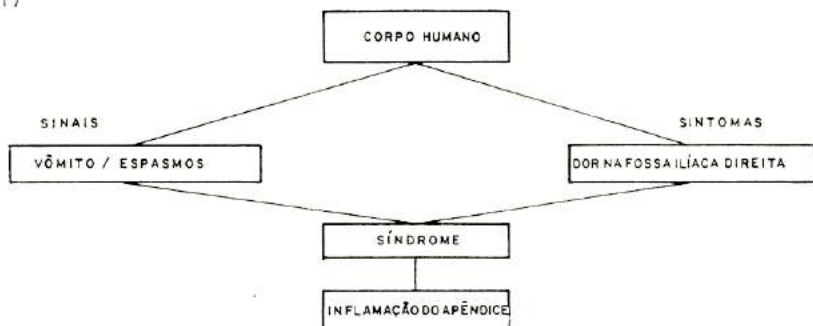 CORPO HUMANO
SINAIS
SINTOMAS
VÔMITO / ESPASMOS
DOR NA FOSSA ILÍACA DIREITA
SÍNDROME
INFLAMAÇÃO DO APÊNDICE